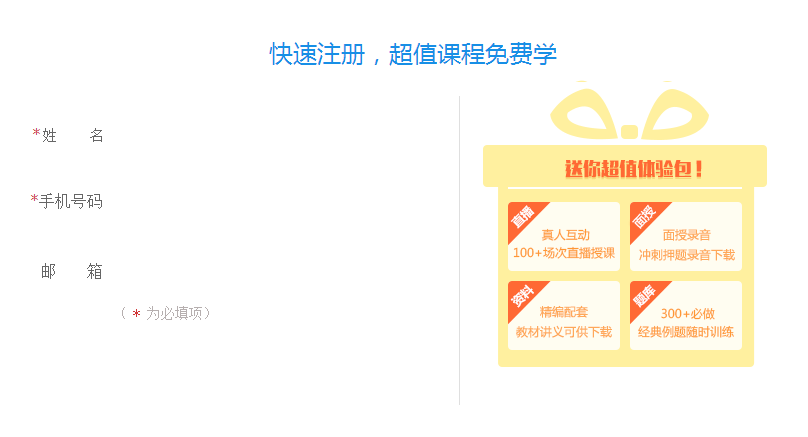 快速注册，超值课程免费学
*姓 名
*手机号码
邮 箱
（ * 为必填项）
送你超值体验包！
直播
真人互动
100+场次直播授课
面授
面授录音
冲刺押题录音下载
资料
精编配套
教材讲义可供下载
题库
300+必做
经典例题随时训练